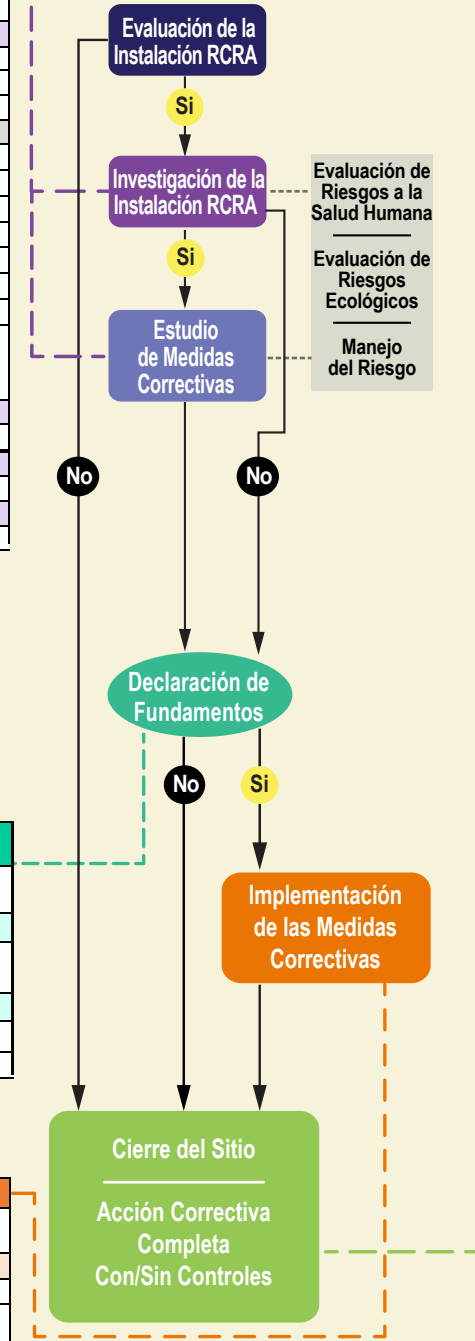 Evaluación de la
Instalación RCRA
Si
Investigación de la
Instalación RCRA
Evaluación de
Riesgos a la
Salud Humana
Evaluación de
Riesgos
Ecológicos
Manejo
del Riesgo
Si
Estudio
de Medidas
Correctivas
No
No
Declaración de
Fundamentos
No
Si
Implementación
de las Medidas
Correctivas
Cierre del Sitio
Acción Correctiva
Completa
Con/Sin Controles